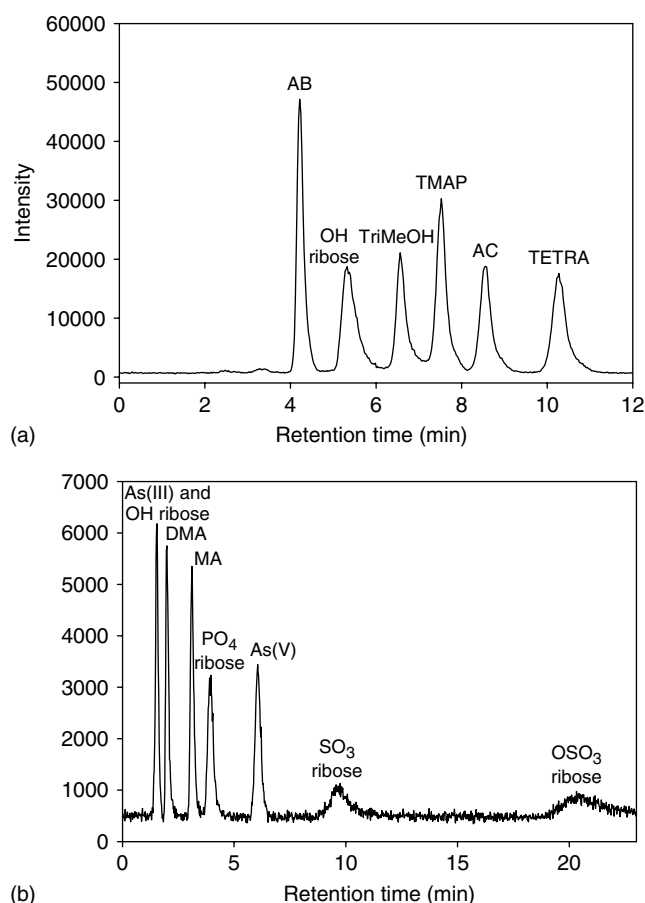 60000
50000
40000
30000
20000
10000
0
Intensity
AB
OH
ribose
TriMeOH
TMAP
AC
TETRA
0 2 4 6 8 10 12
(a)
Retention time (min)
7000
6000
5000
4000
3000
2000
1000
0
As(III) and
OH ribose
DMA
MA
PO₄
ribose
As(V)
SO₃
ribose
OSO₃
ribose
0 5 10 15 20
(b)
Retention time (min)